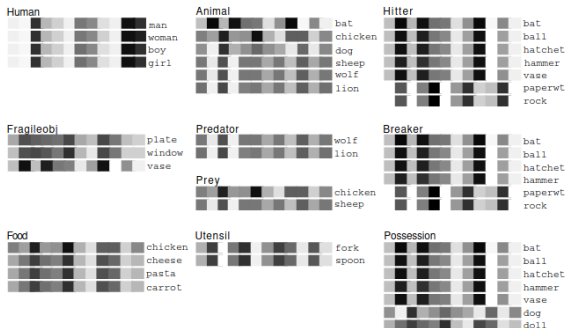 Human
man
woman
boy
girl
Animal
bat
chicken
dog
sheep
wolf
lion
Hitter
bat
ball
hatchet
hammer
vase
paperwt
rock
Fragileobj
plate
window
vase
Predator
wolf
lion
Prey
chicken
sheep
Breaker
bat
ball
hatchet
hammer
paperwt
rock
Food
chicken
cheese
pasta
carrot
Utensil
fork
spoon
Possession
bat
ball
hatchet
hammer
vase
dog
doll